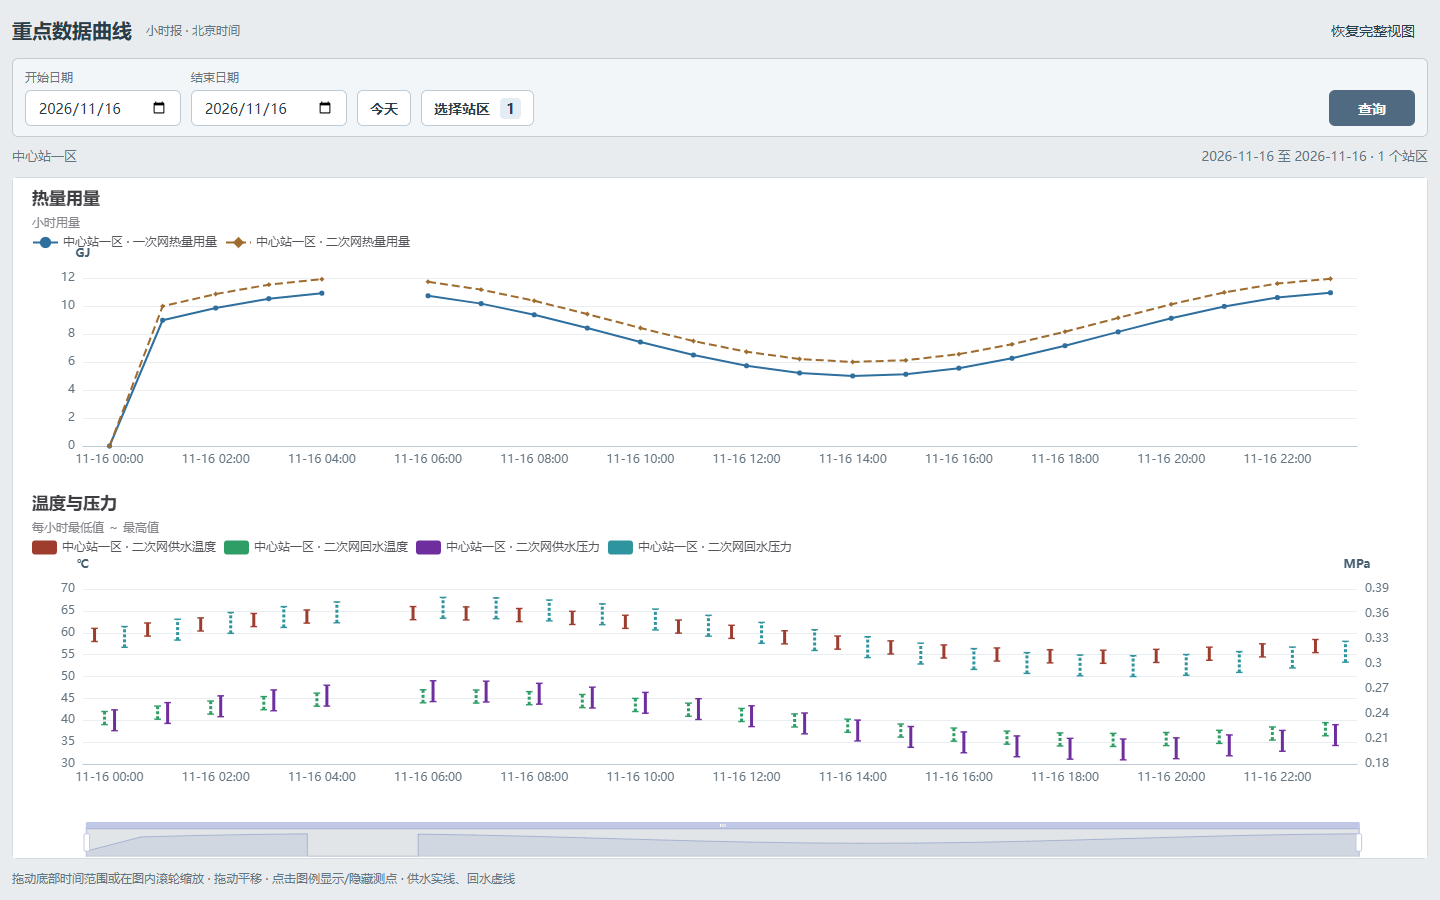 重点数据曲线 小时报 · 北京时间 恢复完整视图
开始日期 结束日期
2026/11/16 2026/11/16 今天 选择站区 1 查询
中心站一区 2026-11-16 至 2026-11-16 · 1 个站区
热量用量
小时用量
中心站一区 · 一次网热量用量 中心站一区 · 二次网热量用量
GJ
12
10
8
6
4
2
0
11-16 00:00 11-16 02:00 11-16 04:00 11-16 06:00 11-16 08:00 11-16 10:00 11-16 12:00 11-16 14:00 11-16 16:00 11-16 18:00 11-16 20:00 11-16 22:00
温度与压力
每小时最低值 ~ 最高值
中心站一区 · 二次网供水温度 中心站一区 · 二次网回水温度 中心站一区 · 二次网供水压力 中心站一区 · 二次网回水压力
℃ MPa
70 0.39
65 0.36
60 0.33
55 0.3
50 0.27
45 0.24
40 0.21
35 0.18
30
11-16 00:00 11-16 02:00 11-16 04:00 11-16 06:00 11-16 08:00 11-16 10:00 11-16 12:00 11-16 14:00 11-16 16:00 11-16 18:00 11-16 20:00 11-16 22:00
拖动底部时间范围或在图内滚轮缩放 · 拖动平移 · 点击图例显示/隐藏测点 · 供水实线、回水虚线